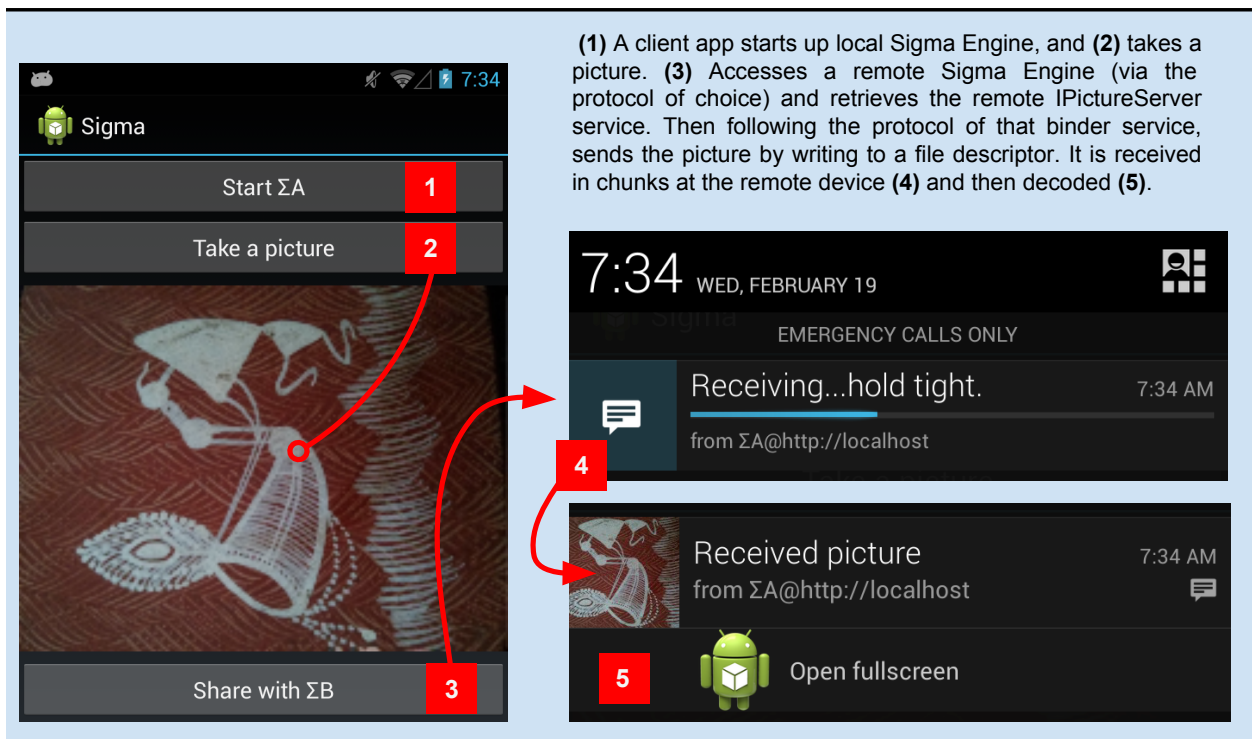 (1) A client app starts up local Sigma Engine, and (2) takes a
picture. (3) Accesses a remote Sigma Engine (via the
protocol of choice) and retrieves the remote IPictureServer
service. Then following the protocol of that binder service,
sends the picture by writing to a file descriptor. It is received
in chunks at the remote device (4) and then decoded (5).
7:34
Sigma
Start ΣA
1
Take a picture
2
Share with ΣB
3
7:34 WED, FEBRUARY 19
Sigma
EMERGENCY CALLS ONLY
Receiving...hold tight.
7:34 AM
from ΣA@http://localhost
4
Received picture
7:34 AM
from ΣA@http://localhost
5
Open fullscreen